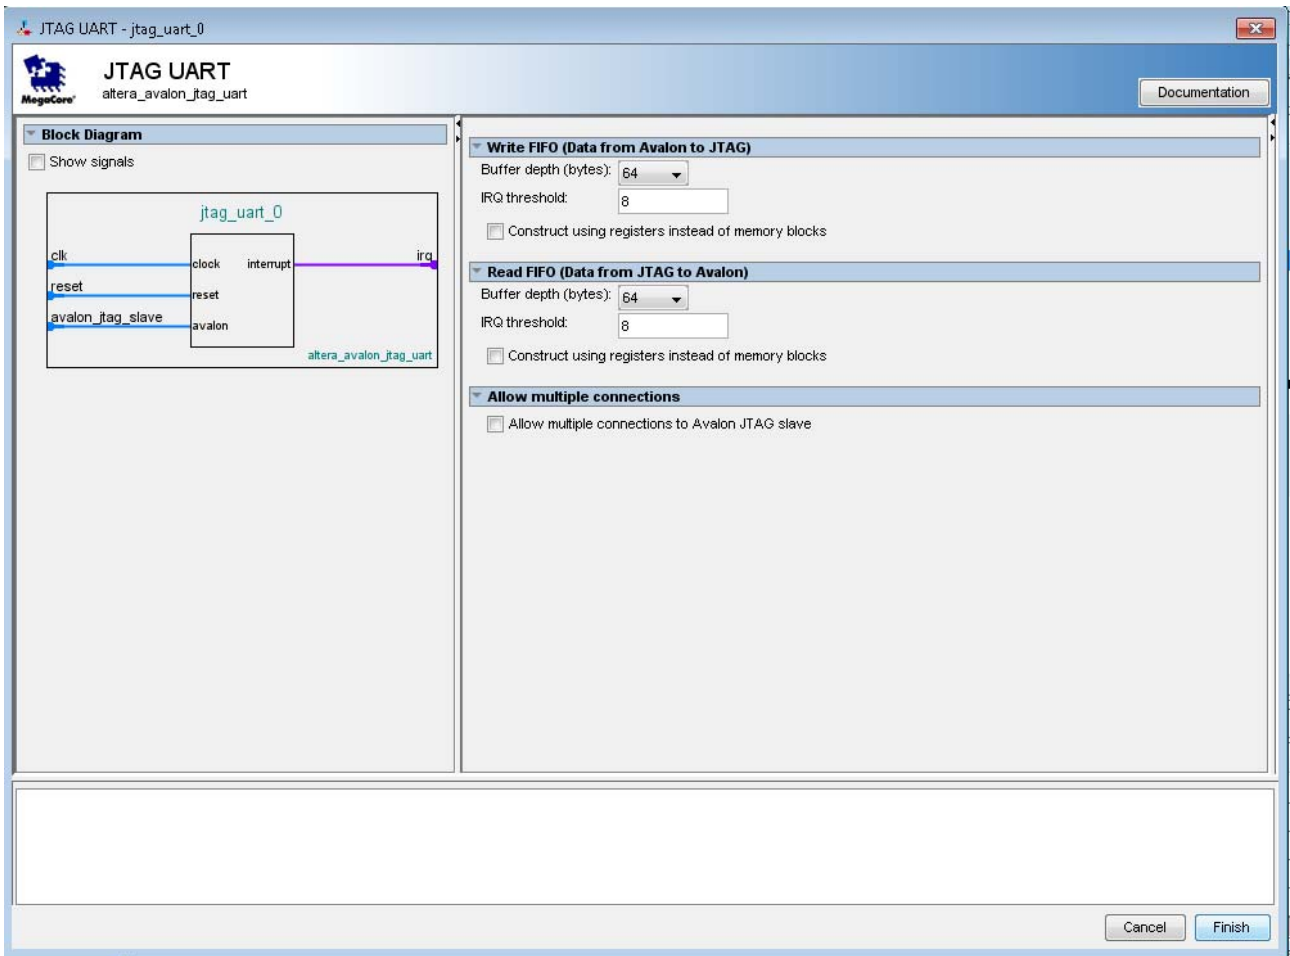 JTAG UART - jtag_uart_0
JTAG UART
altera_avalon_jtag_uart
MegaCore®
Documentation
Block Diagram
Show signals
jtag_uart_0
clk
clock
interrupt
irq
reset
reset
avalon_jtag_slave
avalon
altera_avalon_jtag_uart
Write FIFO (Data from Avalon to JTAG)
Buffer depth (bytes): 64
IRQ threshold: 8
Construct using registers instead of memory blocks
Read FIFO (Data from JTAG to Avalon)
Buffer depth (bytes): 64
IRQ threshold: 8
Construct using registers instead of memory blocks
Allow multiple connections
Allow multiple connections to Avalon JTAG slave
Cancel
Finish